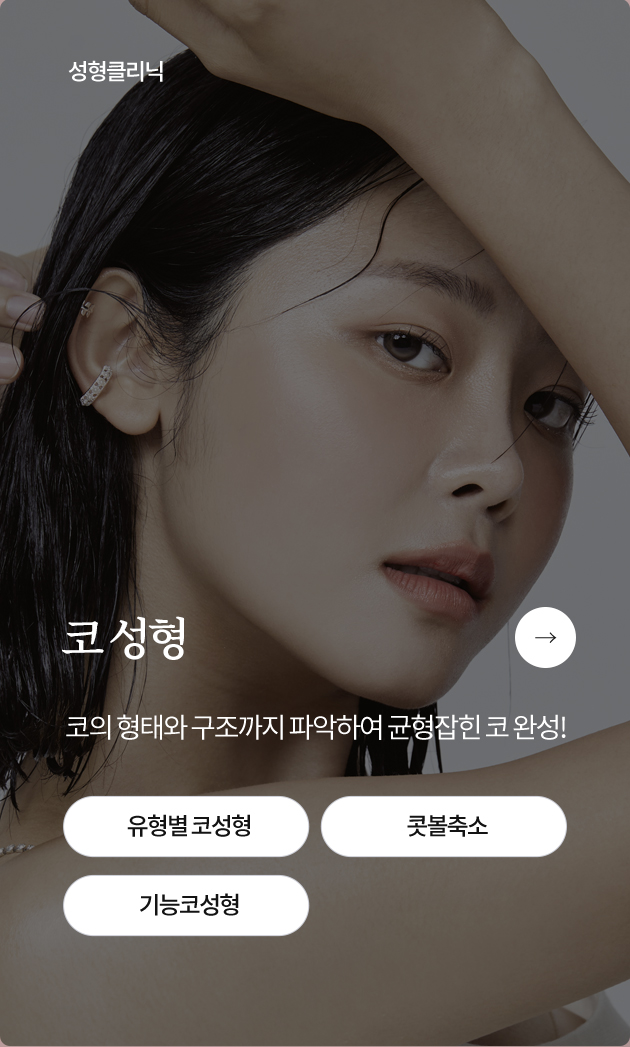 성형클리닉
코 성형
코의 형태와 구조까지 파악하여 균형잡힌 코 완성!
유형별 코성형
콧볼축소
기능코성형